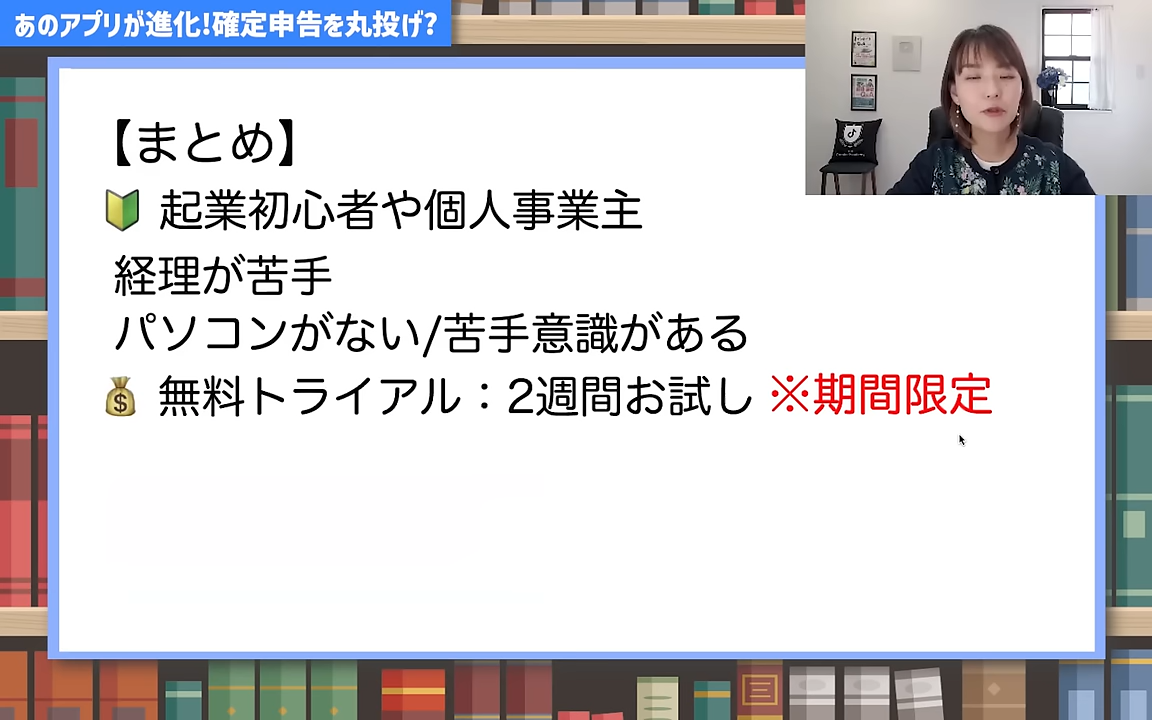 あのアプリが進化!確定申告を丸投げ?
【まとめ】
🔰 起業初心者や個人事業主
経理が苦手
パソコンがない/苦手意識がある
💰 無料トライアル：2週間お試し ※期間限定